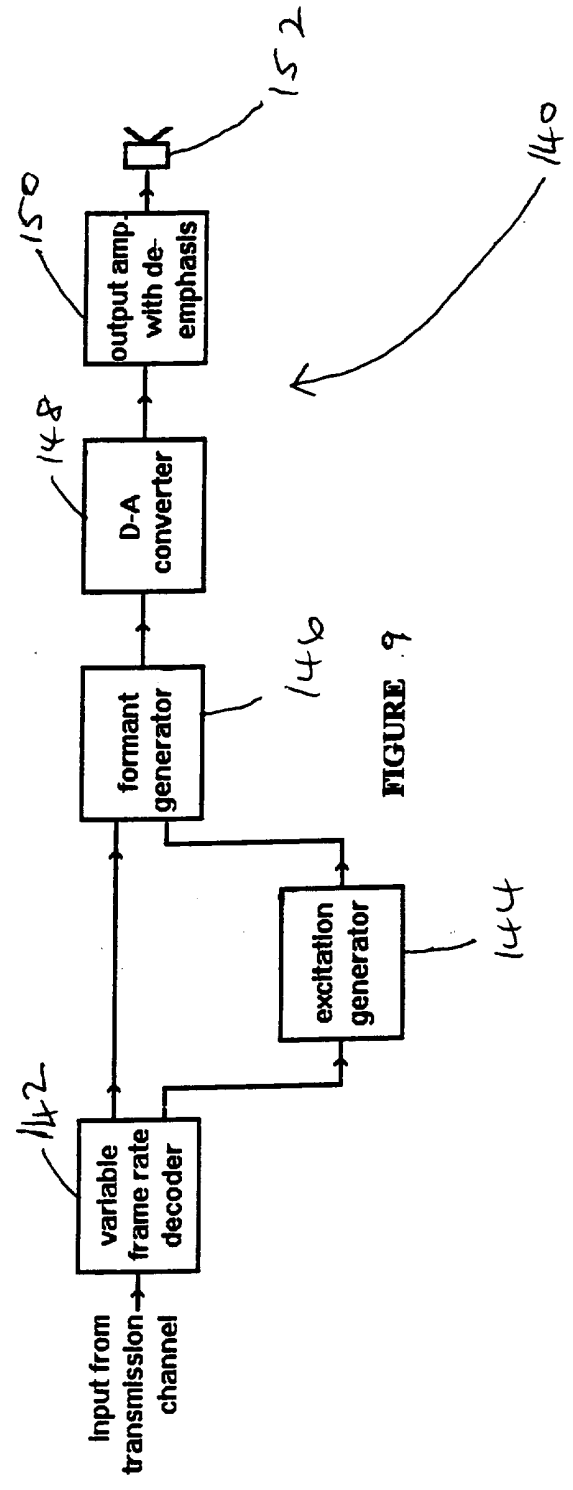 Input from
transmission
channel
142
variable
frame rate
decoder
144
excitation
generator
146
formant
generator
148
D-A
converter
150
output amp.
with de-
emphasis
152
140
FIGURE 9